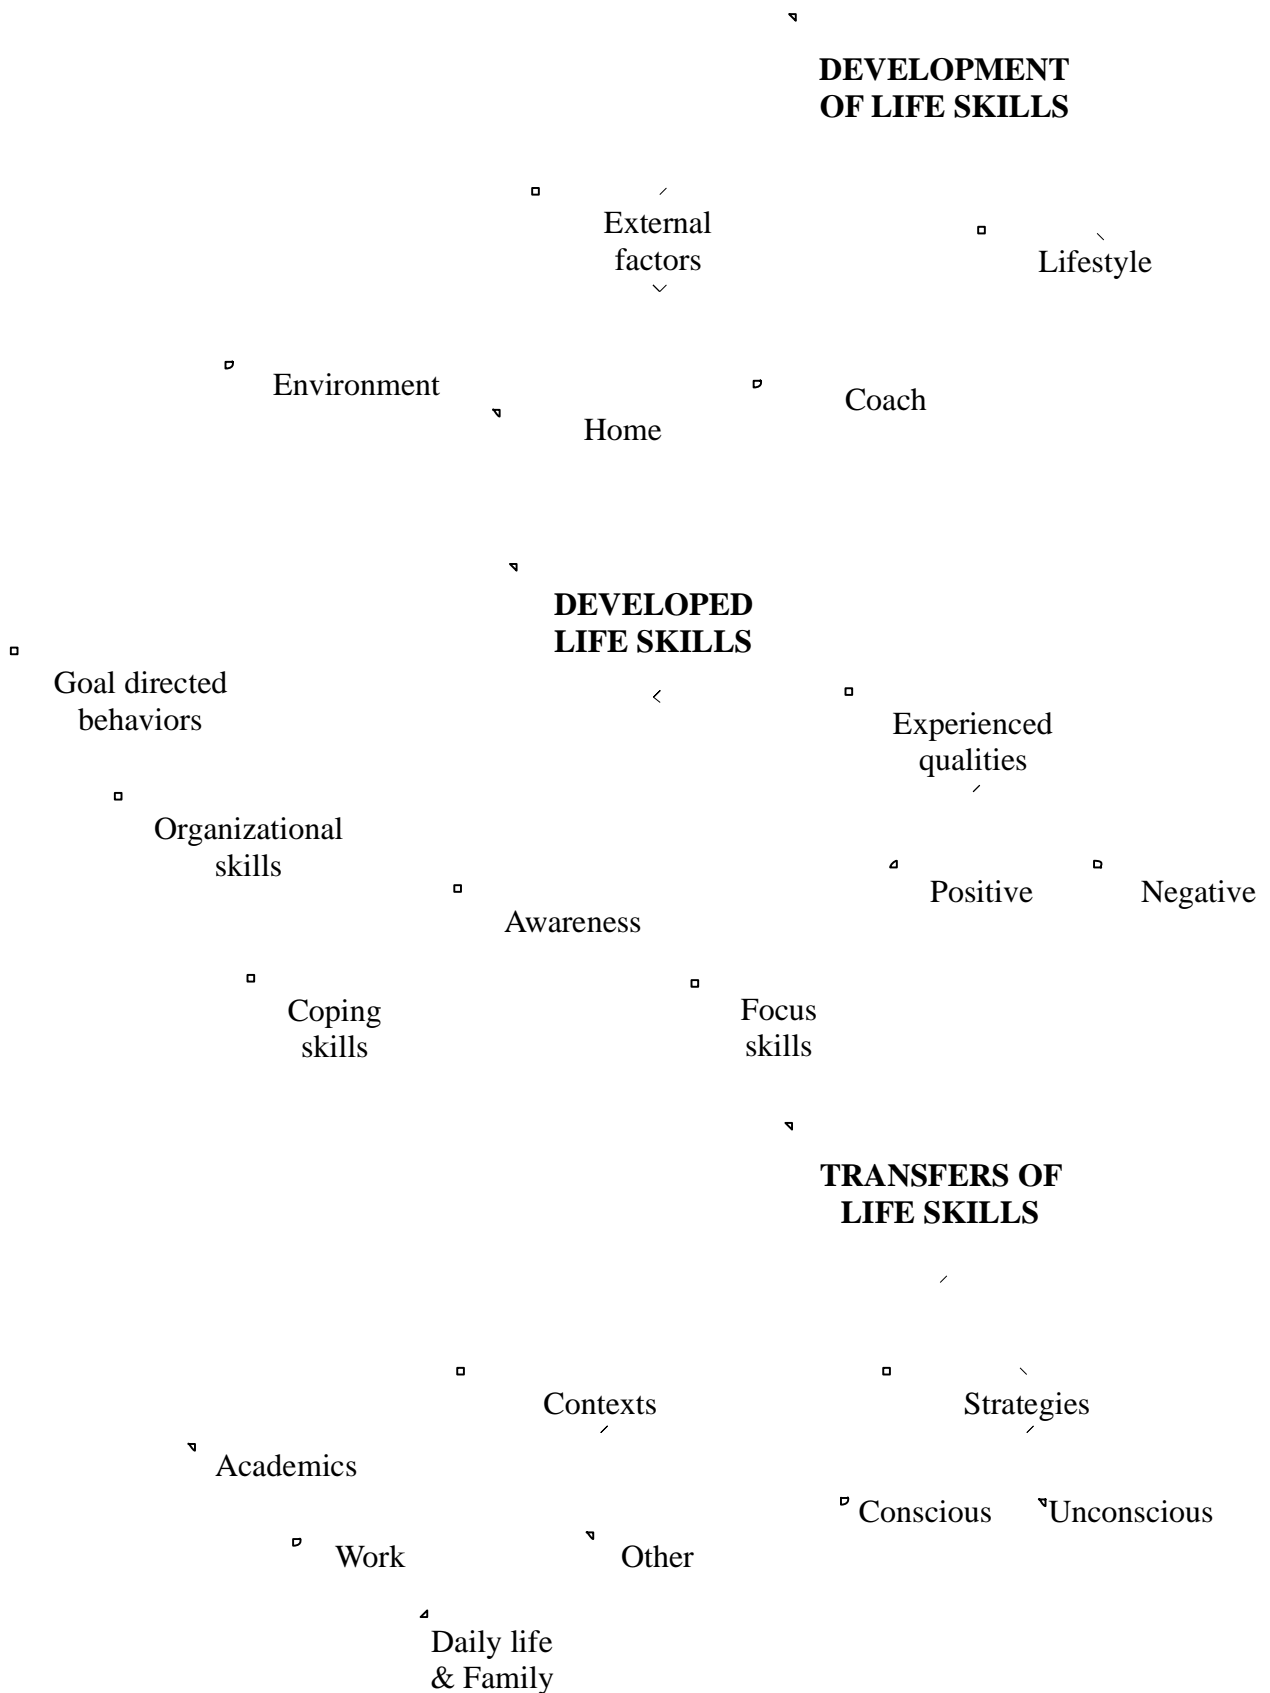 DEVELOPMENT
OF LIFE SKILLS
External
factors
Lifestyle
Environment
Home
Coach
DEVELOPED
LIFE SKILLS
Goal directed
behaviors
Experienced
qualities
Organizational
skills
Awareness
Positive
Negative
Coping
skills
Focus
skills
TRANSFERS OF
LIFE SKILLS
Contexts
Strategies
Academics
Conscious
Unconscious
Work
Other
Daily life
& Family